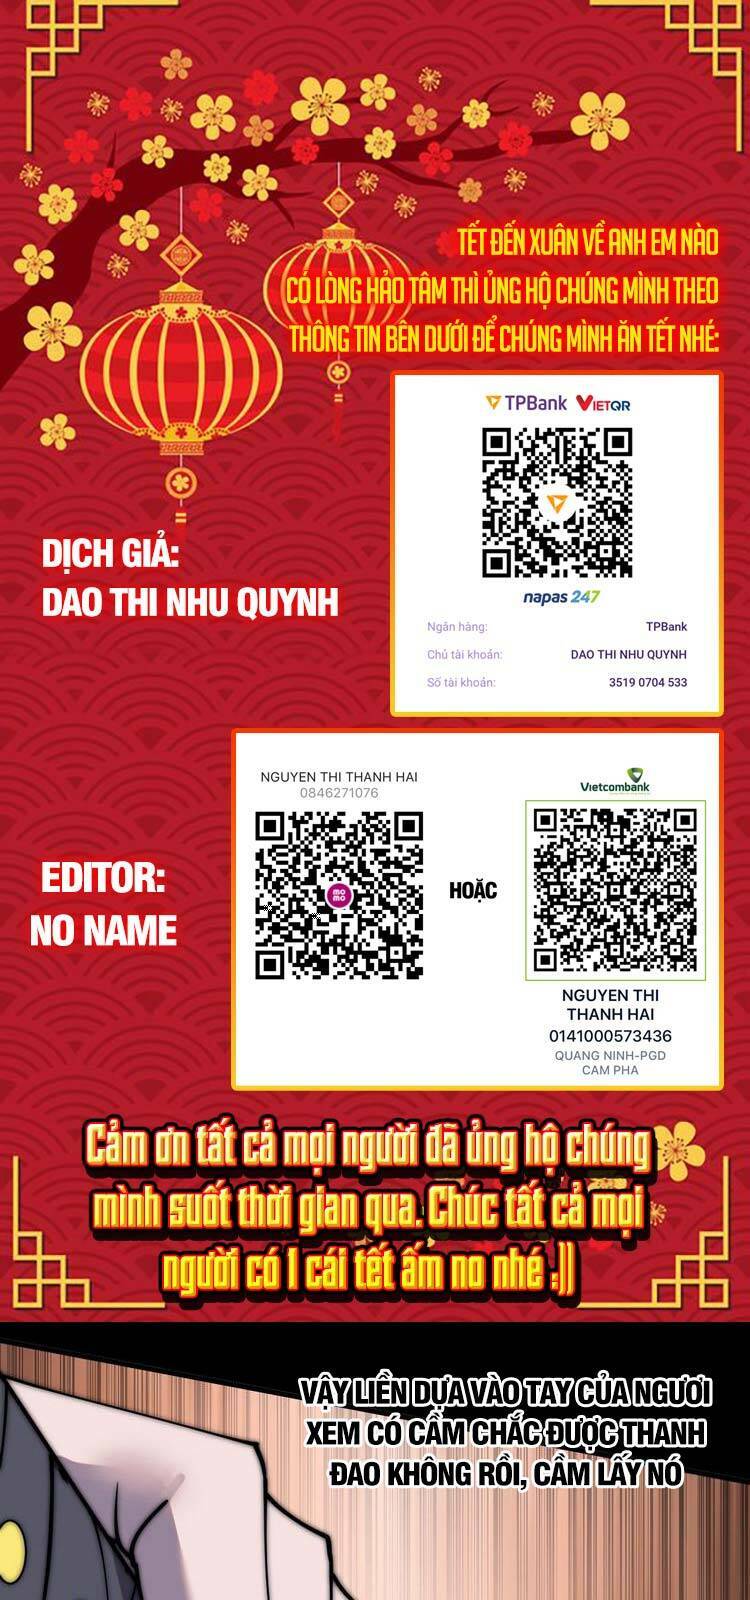 TẾT ĐẾN XUÂN VỀ ANH EM NÀO
CÓ LÒNG HẢO TÂM THÌ ỦNG HỘ CHÚNG MÌNH THEO
THÔNG TIN BÊN DƯỚI ĐỂ CHÚNG MÌNH ĂN TẾT NHÉ:
TPBank VIETQR
napas 247
Ngân hàng: TPBank
Chủ tài khoản: DAO THI NHU QUYNH
Số tài khoản: 3519 0704 533
DỊCH GIẢ:
DAO THI NHU QUYNH
EDITOR:
NO NAME
NGUYEN THI THANH HAI
0846271076
mo
mo
HOẶC
Vietcombank
NGUYEN THI
THANH HAI
0141000573436
QUANG NINH-PGD
CAM PHA
Cảm ơn tất cả mọi người đã ủng hộ chúng
mình suốt thời gian qua. Chúc tất cả mọi
người có 1 cái tết ấm no nhé :))
VẬY LIỀN DỰA VÀO TAY CỦA NGƯƠI
XEM CÓ CẦM CHẮC ĐƯỢC THANH
ĐAO KHÔNG RỒI, CẦM LẤY NÓ